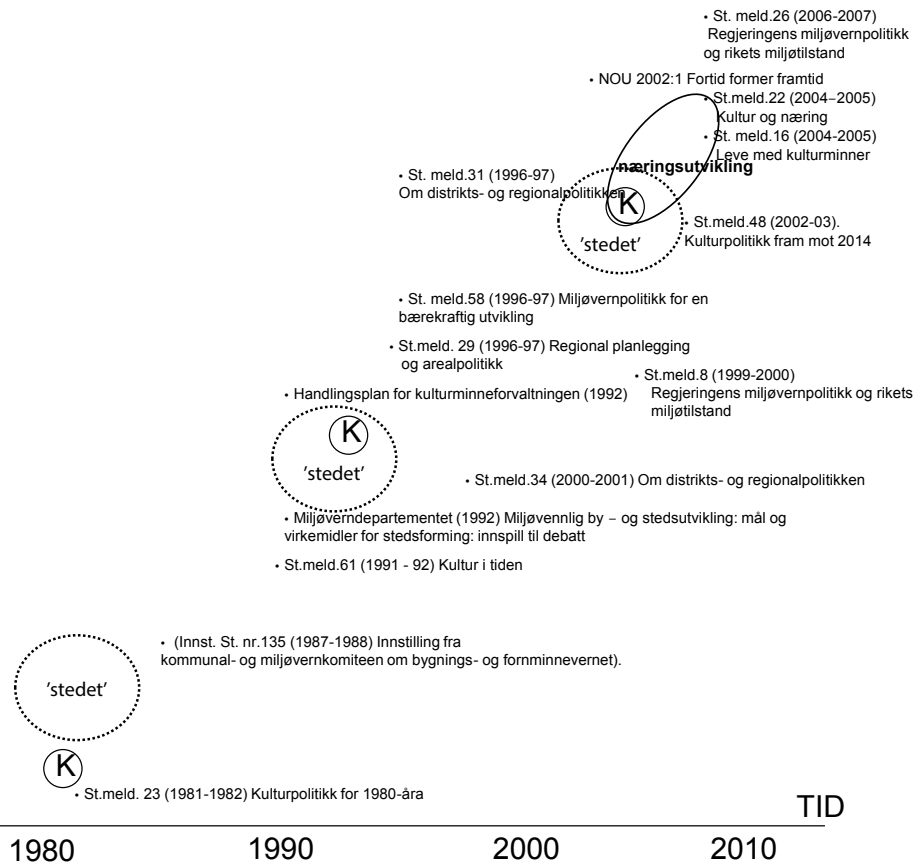 • St. meld.26 (2006-2007)
Regjeringens miljøvernpolitikk
og rikets miljøtilstand
• NOU 2002:1 Fortid former framtid
• St.meld.22 (2004–2005)
Kultur og næring
• St. meld.16 (2004-2005)
Leve med kulturminner
næringsutvikling
• St. meld.31 (1996-97)
Om distrikts- og regionalpolitikken
K
'stedet'
• St.meld.48 (2002-03).
Kulturpolitikk fram mot 2014
• St. meld.58 (1996-97) Miljøvernpolitikk for en
bærekraftig utvikling
• St.meld. 29 (1996-97) Regional planlegging
og arealpolitikk
• St.meld.8 (1999-2000)
Regjeringens miljøvernpolitikk og rikets
miljøtilstand
• Handlingsplan for kulturminneforvaltningen (1992)
K
'stedet'
• St.meld.34 (2000-2001) Om distrikts- og regionalpolitikken
• Miljøverndepartementet (1992) Miljøvennlig by – og stedsutvikling: mål og
virkemidler for stedsforming: innspill til debatt
• St.meld.61 (1991 - 92) Kultur i tiden
• (Innst. St. nr.135 (1987-1988) Innstilling fra
kommunal- og miljøvernkomiteen om bygnings- og fornminnevernet).
'stedet'
K
• St.meld. 23 (1981-1982) Kulturpolitikk for 1980-åra
TID
1980
1990
2000
2010